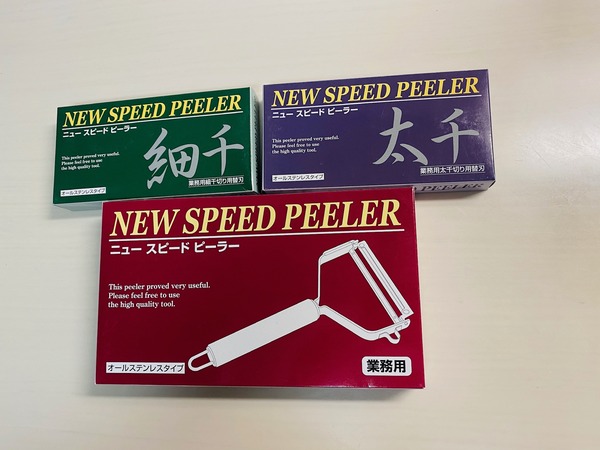 NEW SPEED PEELER
ニュー スピード ピーラー
This peeler proved very useful.
Please feel free to use
the high quality tool.
細千
オールステンレスタイプ
業務用細千切り用替刃
NEW SPEED PEELER
ニュー スピード ピーラー
This peeler proved very useful.
Please feel free to use
the high quality tool.
太千
オールステンレスタイプ
業務用太千切り用替刃
PEELER
NEW SPEED PEELER
ニュー スピード ピーラー
This peeler proved very useful.
Please feel free to use
the high quality tool.
オールステンレスタイプ
業務用